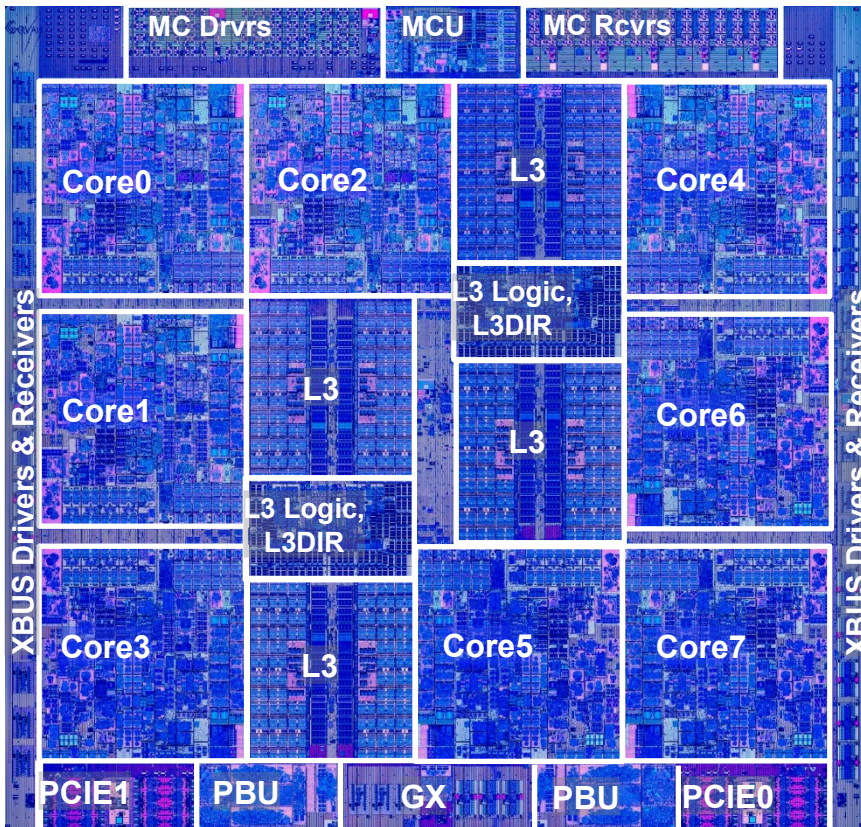 MC Drvrs
MCU
MC Rcvrs
Core0
Core2
L3
Core4
L3 Logic,
L3DIR
XBUS Drivers & Receivers
XBUS Drivers & Receivers
Core1
L3
L3
Core6
L3 Logic,
L3DIR
Core3
L3
Core5
Core7
PCIE1
PBU
GX
PBU
PCIE0